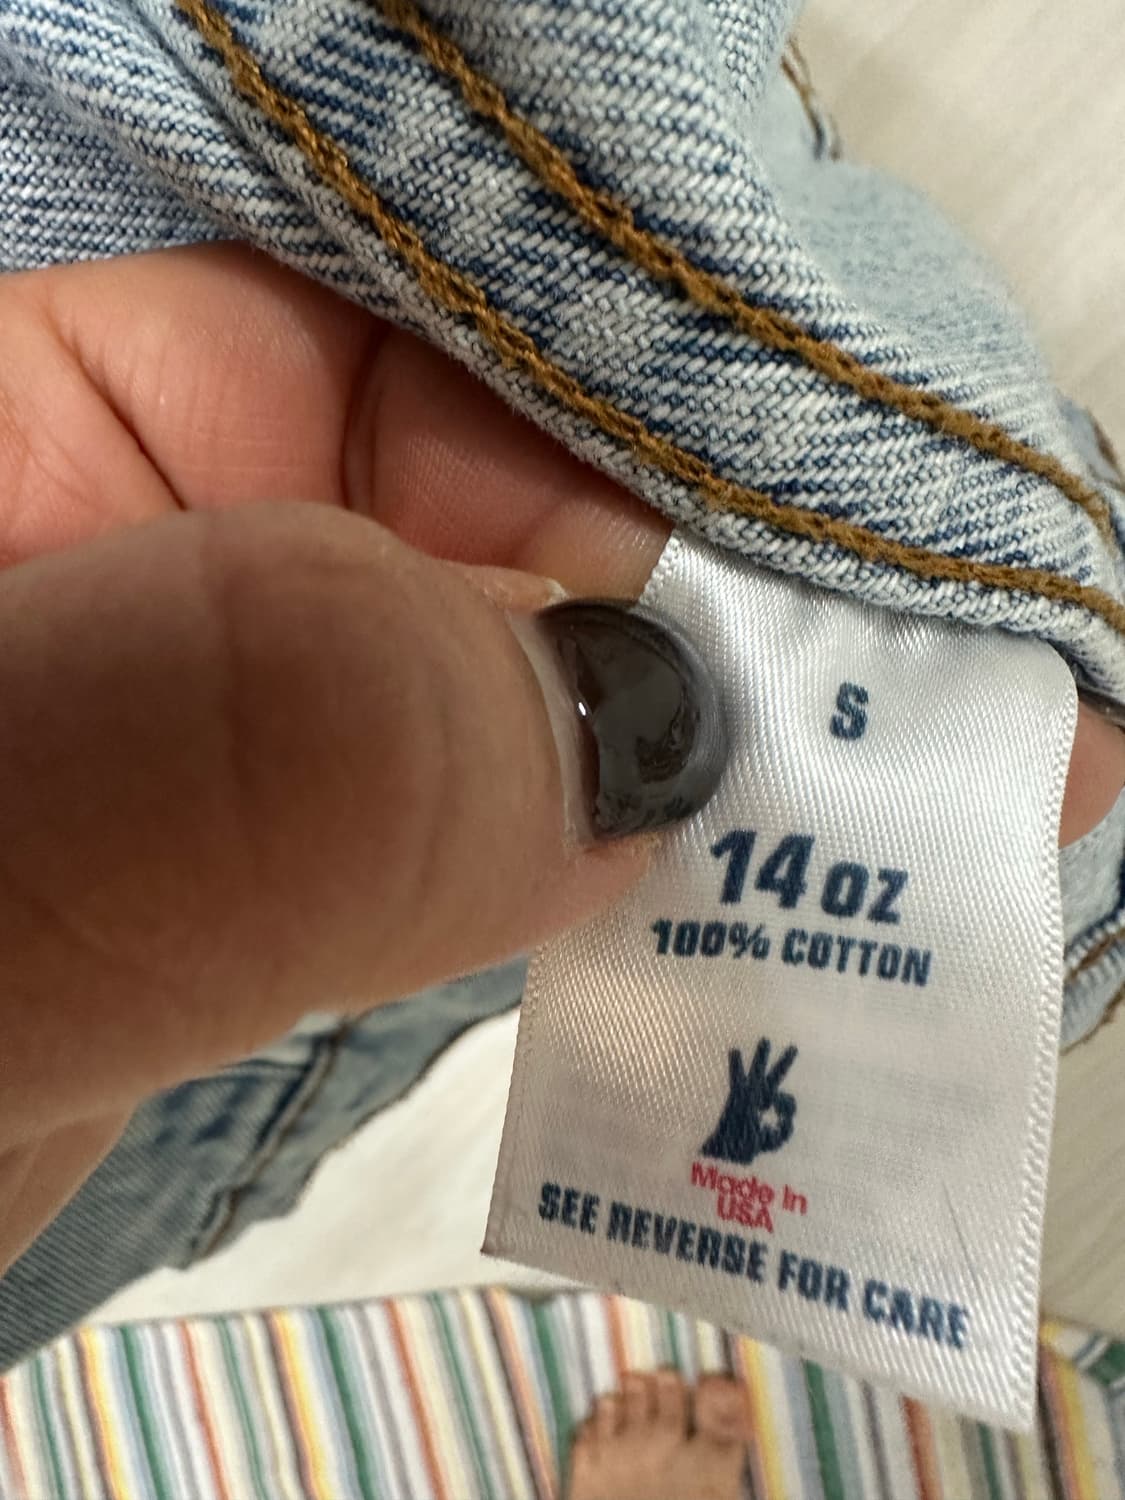 S
14 OZ
100% COTTON
Made In
USA
SEE REVERSE FOR CARE